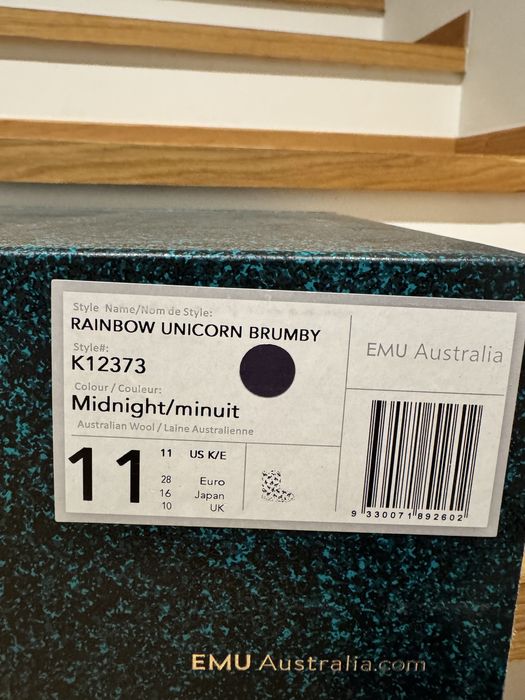 Style Name/Nom de Style:
RAINBOW UNICORN BRUMBY
Style#:
K12373
Colour / Couleur:
Midnight/minuit
Australian Wool / Laine Australienne
11
11 US K/E
28 Euro
16 Japan
10 UK
EMU Australia
9 330071 892602
EMU Australia.com